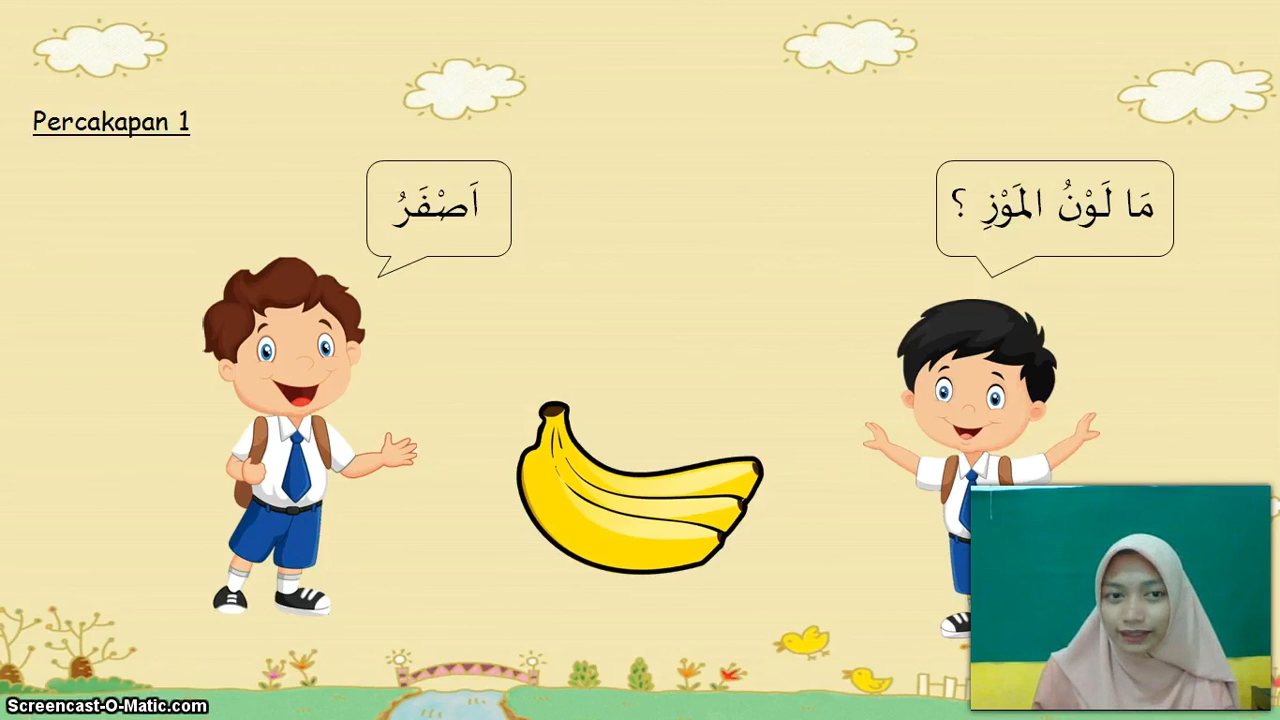 Percakapan 1
مَا لَوْنُ المَوْزِ ؟
اَصْفَرُ
Screencast-O-Matic.com